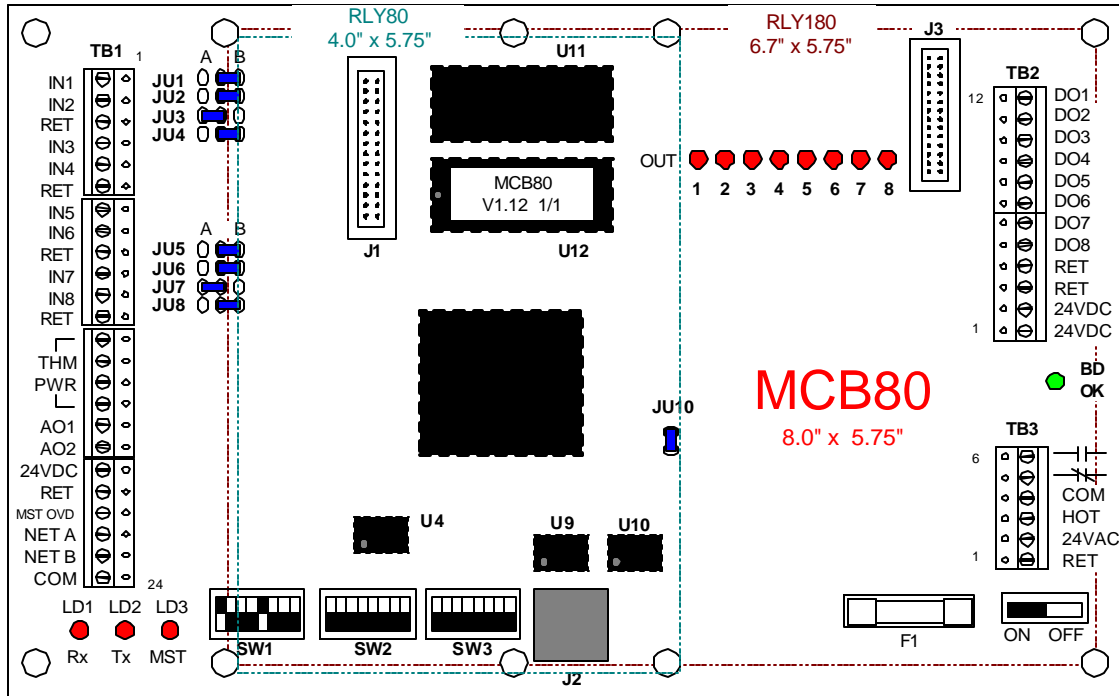 RLY80
4.0" x 5.75"
RLY180
6.7" x 5.75"
TB1
1
A B
U11
J3
TB2
IN1
IN2
RET
IN3
IN4
RET
JU1
JU2
JU3
JU4
12
DO1
DO2
DO3
DO4
DO5
DO6
DO7
DO8
RET
RET
24VDC
24VDC
1
OUT
1 2 3 4 5 6 7 8
MCB80
V1.12 1/1
U12
J1
IN5
IN6
RET
IN7
IN8
RET
A B
JU5
JU6
JU7
JU8
THM
PWR
AO1
AO2
24VDC
RET
MST OVD
NET A
NET B
COM
24
BD
OK
MCB80
8.0" x 5.75"
JU10
TB3
6
COM
HOT
24VAC
RET
1
U4
U9
U10
LD1 LD2 LD3
Rx Tx MST
SW1
SW2
SW3
J2
F1
ON OFF